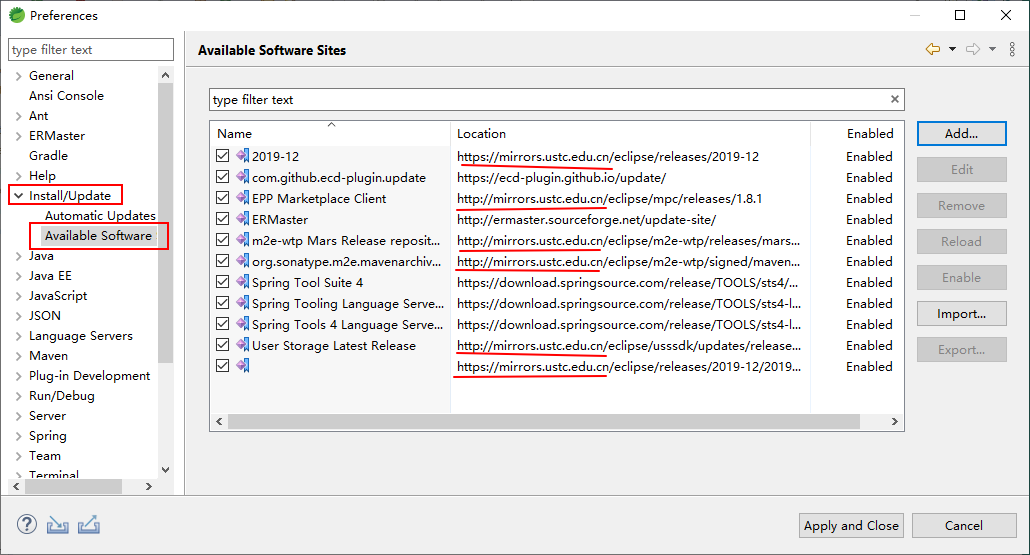 Preferences
type filter text
General
Ansi Console
Ant
ERMaster
Gradle
Help
Install/Update
Automatic Updates
Available Software
Java
Java EE
JavaScript
JSON
Language Servers
Maven
Plug-in Development
Run/Debug
Server
Spring
Team
Terminal
Available Software Sites
type filter text
Name Location Enabled
2019-12 https://mirrors.ustc.edu.cn/eclipse/releases/2019-12 Enabled
com.github.ecd-plugin.update https://ecd-plugin.github.io/update/ Enabled
EPP Marketplace Client http://mirrors.ustc.edu.cn/eclipse/mpc/releases/1.8.1 Enabled
ERMaster http://ermaster.sourceforge.net/update-site/ Enabled
m2e-wtp Mars Release reposit... http://mirrors.ustc.edu.cn/eclipse/m2e-wtp/releases/mars... Enabled
org.sonatype.m2e.mavenarchiv... http://mirrors.ustc.edu.cn/eclipse/m2e-wtp/signed/maven... Enabled
Spring Tool Suite 4 https://download.springsource.com/release/TOOLS/sts4/... Enabled
Spring Tooling Language Serve... https://download.springsource.com/release/TOOLS/sts4-l... Enabled
Spring Tools 4 Language Serve... https://download.springsource.com/release/TOOLS/sts4-l... Enabled
User Storage Latest Release http://mirrors.ustc.edu.cn/eclipse/usssdk/updates/release... Enabled
https://mirrors.ustc.edu.cn/eclipse/releases/2019-12/2019... Enabled
Add...
Edit
Remove
Reload
Enable
Import...
Export...
?
Apply and Close
Cancel